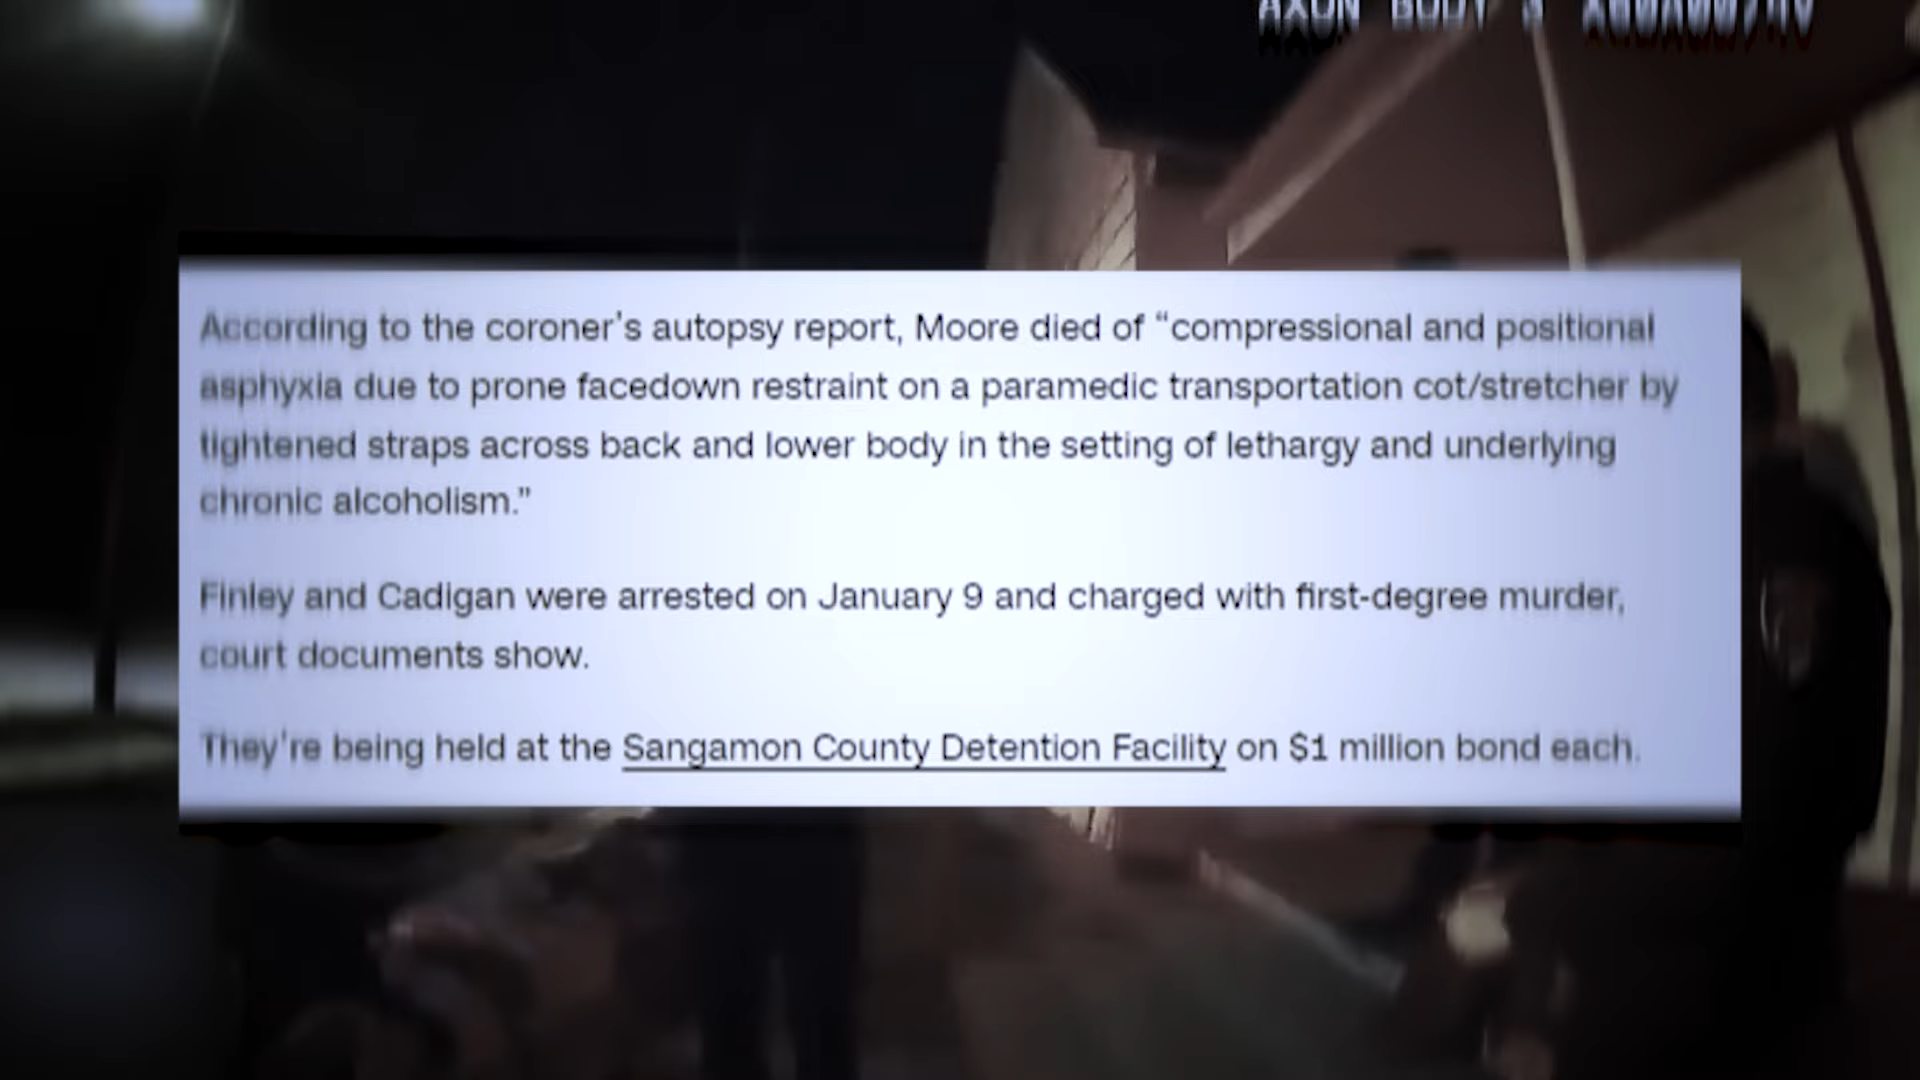 AXON BODY 3
According to the coroner's autopsy report, Moore died of “compressional and positional
asphyxia due to prone facedown restraint on a paramedic transportation cot/stretcher by
tightened straps across back and lower body in the setting of lethargy and underlying
chronic alcoholism.”
Finley and Cadigan were arrested on January 9 and charged with first-degree murder,
court documents show.
They're being held at the Sangamon County Detention Facility on $1 million bond each.